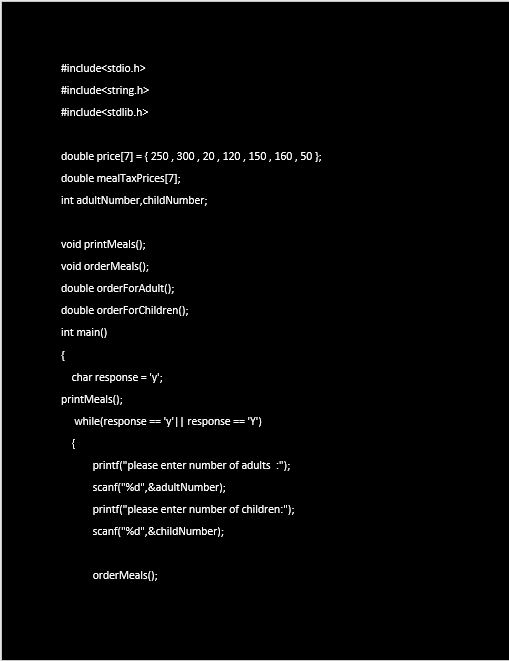 #include<stdio.h>
#include<string.h>
#include<stdlib.h>
double price[7] = { 250 , 300 , 20 , 120 , 150 , 160 , 50 };
double mealTaxPrices[7];
int adultNumber,childNumber;
void printMeals();
void orderMeals();
double orderForAdult();
double orderForChildren();
int main()
{
char response = 'y';
printMeals();
while(response == 'y'|| response == 'Y')
{
printf("please enter number of adults  :");
scanf("%d",&adultNumber);
printf("please enter number of children:");
scanf("%d",&childNumber);
orderMeals();